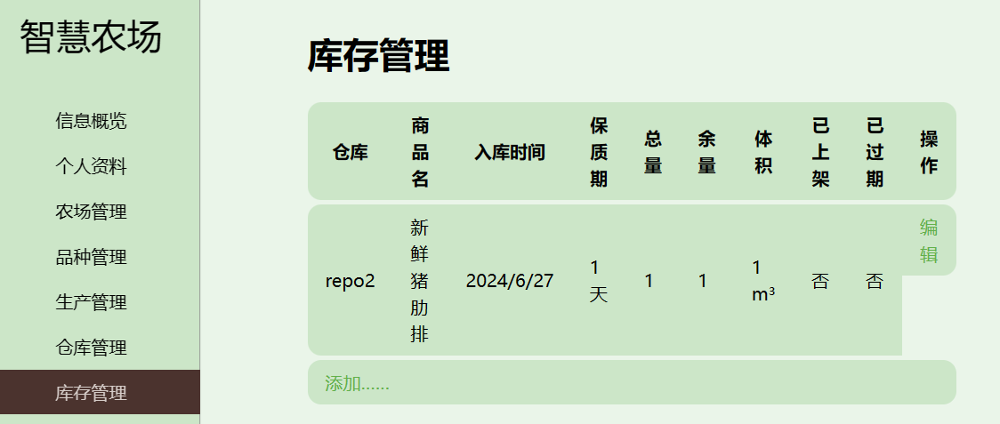 智慧农场
信息概览
个人资料
农场管理
品种管理
生产管理
仓库管理
库存管理
库存管理
仓库 商品名 入库时间 保质期 总量 余量 体积 已上架 已过期 操作
repo2 新鲜猪肋排 2024/6/27 1天 1 1 1 m³ 否 否 编辑
添加......